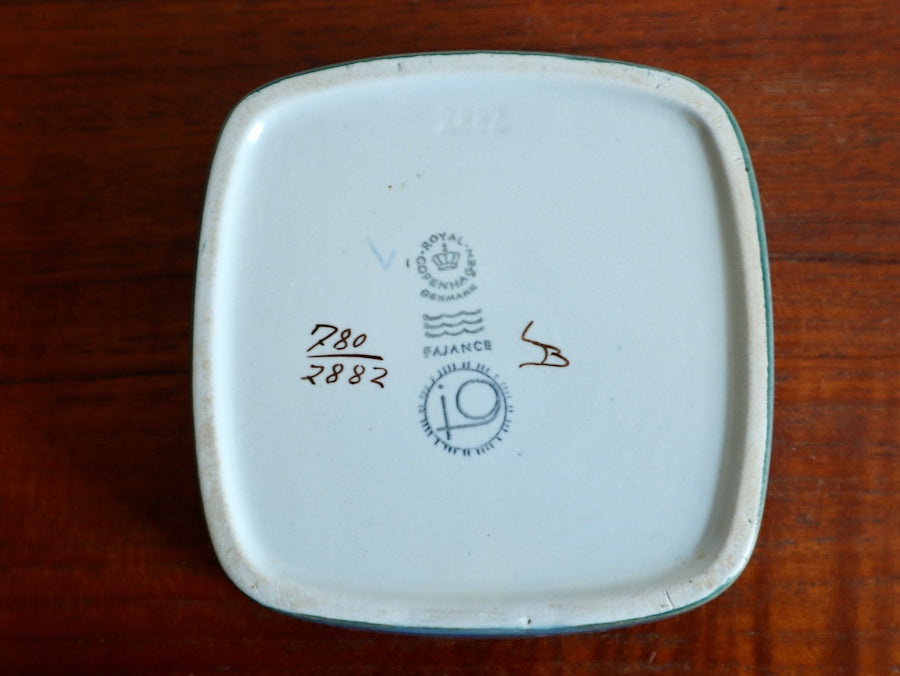 2882
ROYAL COPENHAGEN
DENMARK
FAJANCE
780
2882